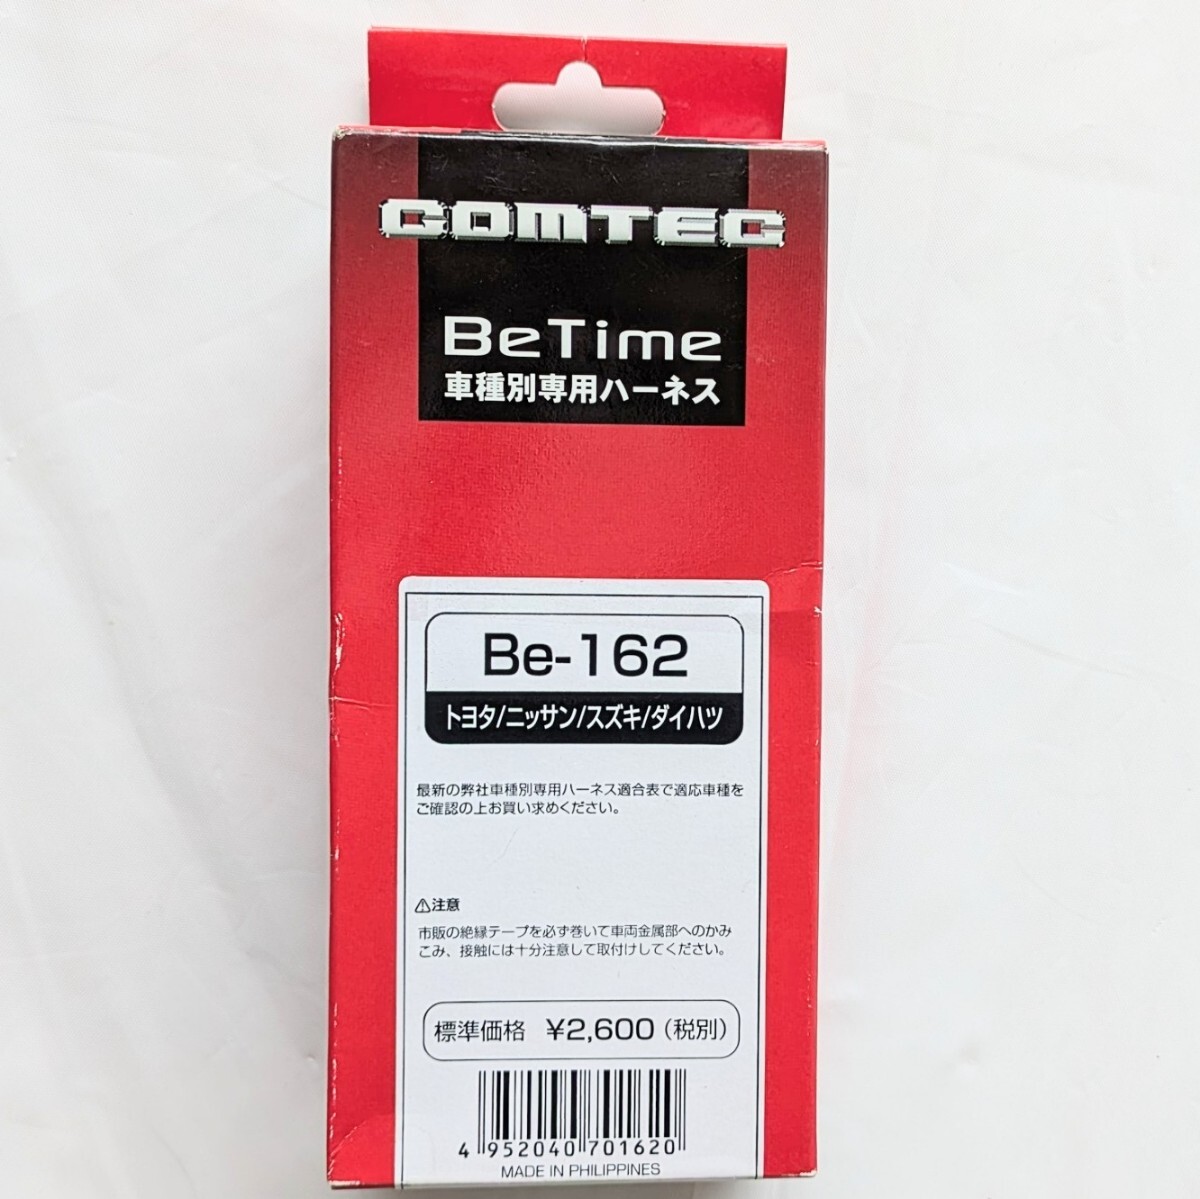 COMTEC
BeTime
車種別専用ハーネス
Be-162
トヨタ/ニッサン/スズキ/ダイハツ
最新の弊社車種別専用ハーネス適合表で適応車種を
ご確認の上お買い求めください。
⚠注意
市販の絶縁テープを必ず巻いて車両金属部へのかみ
こみ、接触には十分注意して取付けしてください。
標準価格 ¥2,600（税別）
4 952040 701620
MADE IN PHILIPPINES